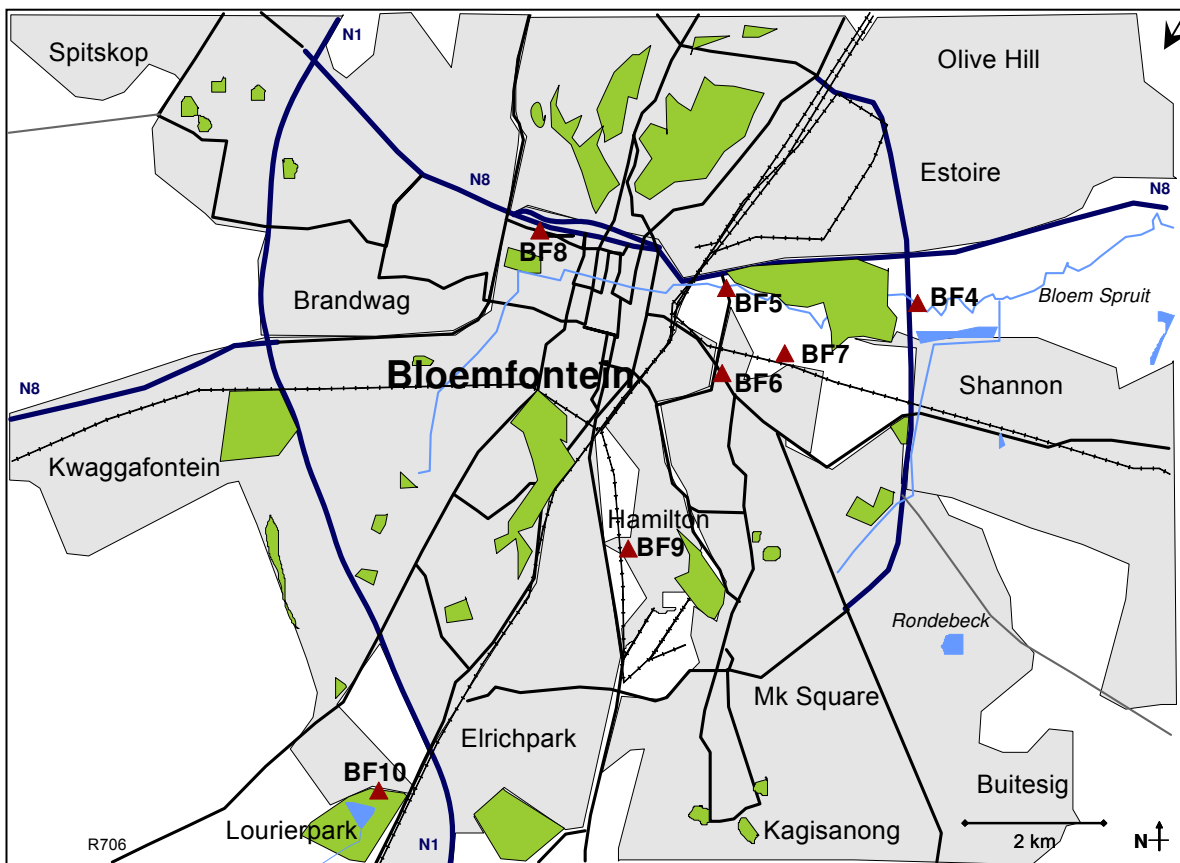 N1
Spitskop
Olive Hill
Estoire
N8
N8
BF8
Brandwag
BF5
BF4
Bloem Spruit
BF7
Bloemfontein
BF6
N8
Shannon
Kwaggafontein
Hamilton
BF9
Rondebeck
Mk Square
Elrichpark
BF10
Buitesig
Lourierpark
Kagisanong
R706
N1
2 km
N